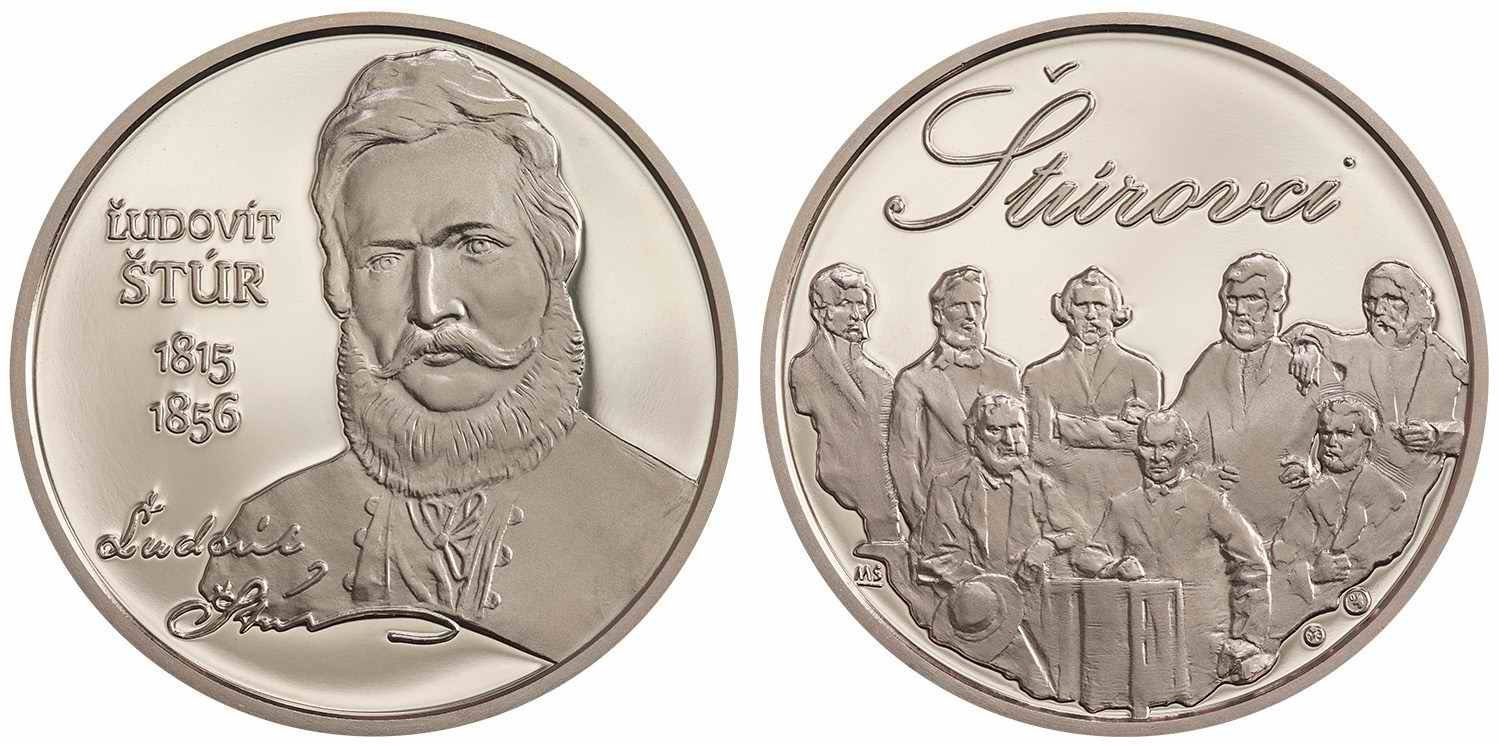 Ľudovít
Štúr
1815
1856
Ľudovít
Štúr
Štúrovci
MŠ